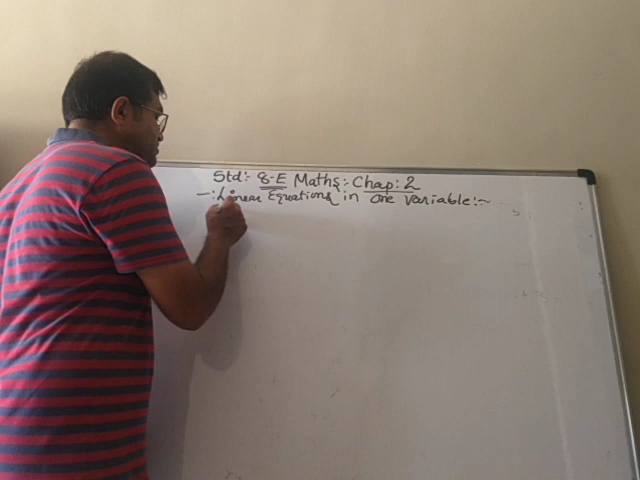 Std:- 8-E Maths:- Chap: 2
-:Linear Equations in One Variable:-